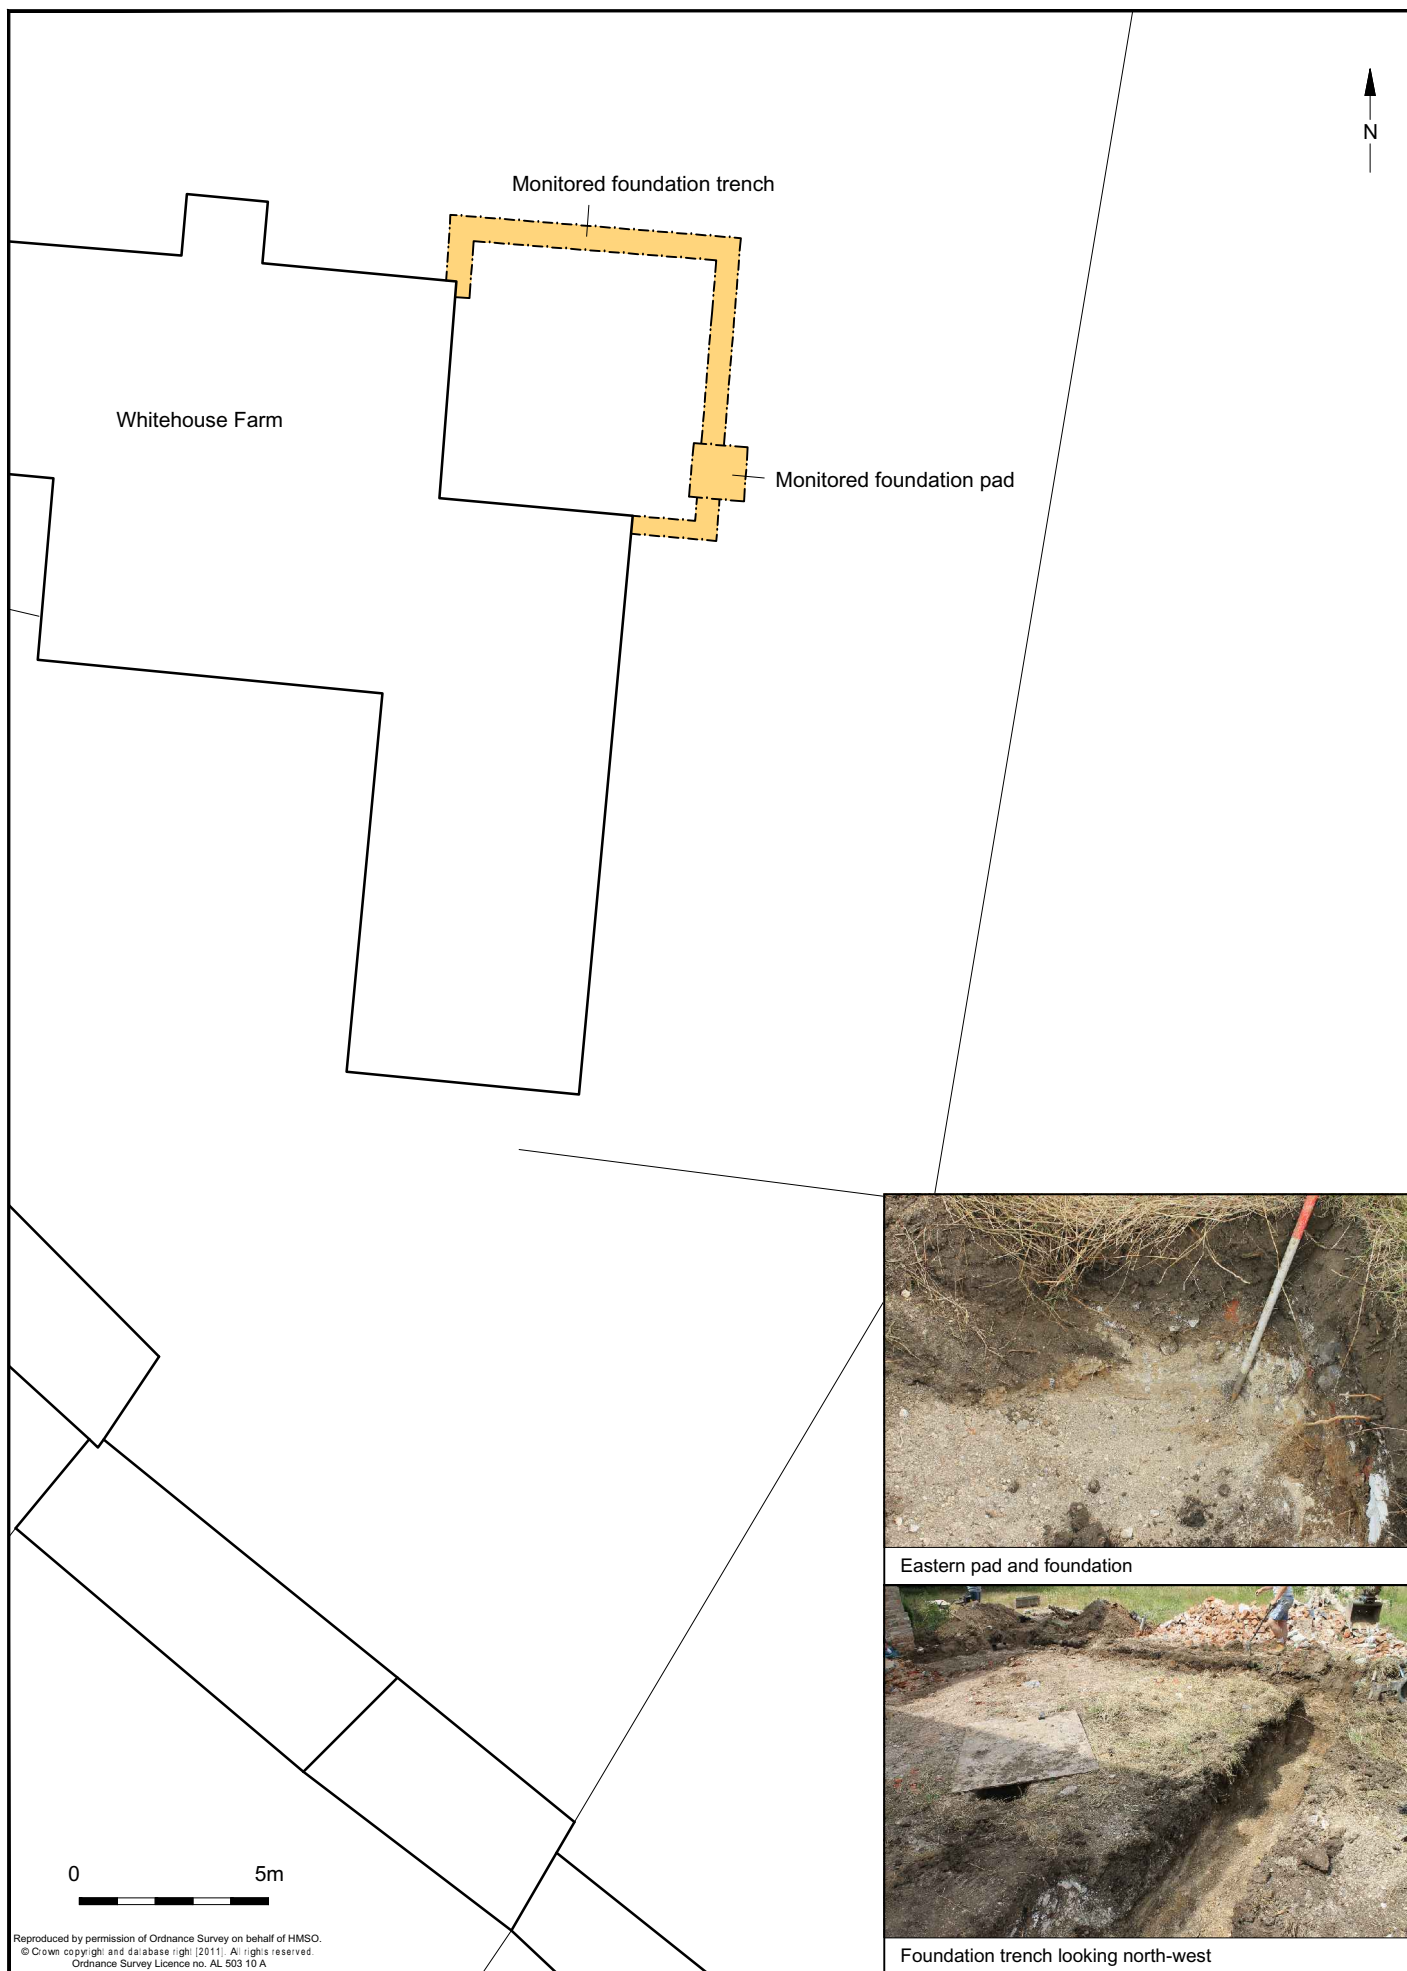 N
Monitored foundation trench
Whitehouse Farm
Monitored foundation pad
Eastern pad and foundation
Foundation trench looking north-west
0 5m
Reproduced by permission of Ordnance Survey on behalf of HMSO.
© Crown copyright and database right [2011]. All rights reserved.
Ordnance Survey Licence no. AL 503 10 A